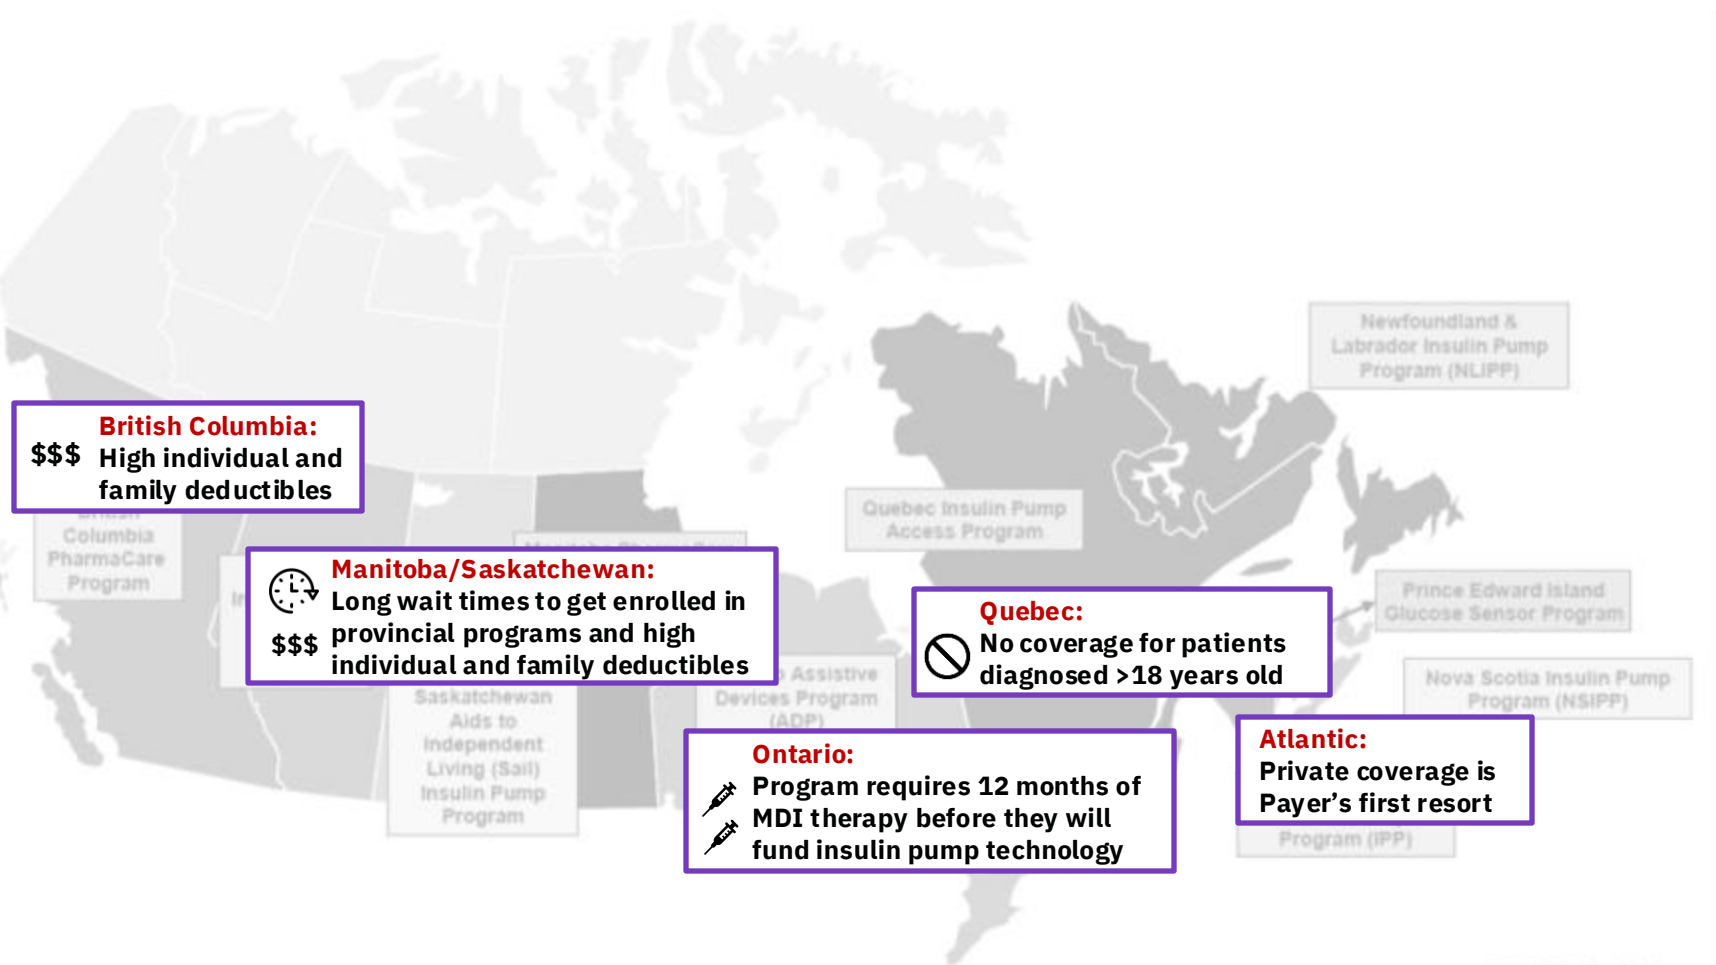 Newfoundland &
Labrador Insulin Pump
Program (NLIPP)
$$$
British Columbia:
High individual and
family deductibles
British
Columbia
PharmaCare
Program
Quebec Insulin Pump
Access Program
$$$
Manitoba/Saskatchewan:
Long wait times to get enrolled in
provincial programs and high
individual and family deductibles
Quebec:
No coverage for patients
diagnosed >18 years old
Prince Edward Island
Glucose Sensor Program
Nova Scotia Insulin Pump
Program (NSIPP)
Saskatchewan
Aids to
Independent
Living (Sail)
Insulin Pump
Program
Assistive
Devices Program
(ADP)
Ontario:
Program requires 12 months of
MDI therapy before they will
fund insulin pump technology
Atlantic:
Private coverage is
Payer's first resort
Program (IPP)